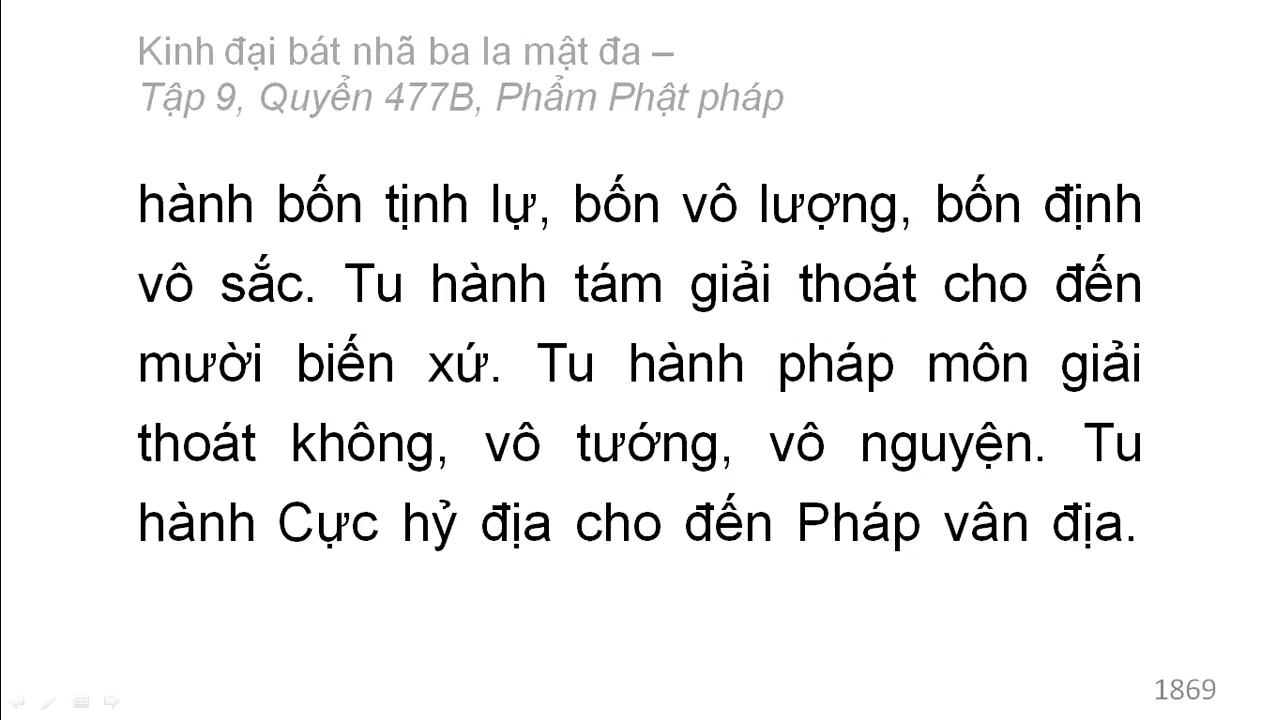 Kinh đại bát nhã ba la mật đa –
Tập 9, Quyển 477B, Phẩm Phật pháp
hành bốn tịnh lự, bốn vô lượng, bốn định
vô sắc. Tu hành tám giải thoát cho đến
mười biến xứ. Tu hành pháp môn giải
thoát không, vô tướng, vô nguyện. Tu
hành Cực hỷ địa cho đến Pháp vân địa.
1869